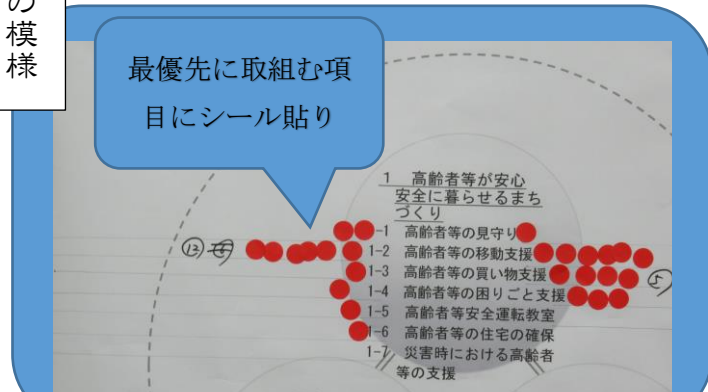 の模様
最優先に取組む項
目にシール貼り
1 高齢者等が安心
安全に暮らせるまち
づくり
-1 高齢者等の見守り
1-2 高齢者等の移動支援
1-3 高齢者等の買い物支援
1-4 高齢者等の困りごと支援
1-5 高齢者等安全運転教室
1-6 高齢者等の住宅の確保
1-7 災害時における高齢者
等の支援
⑫
⑤